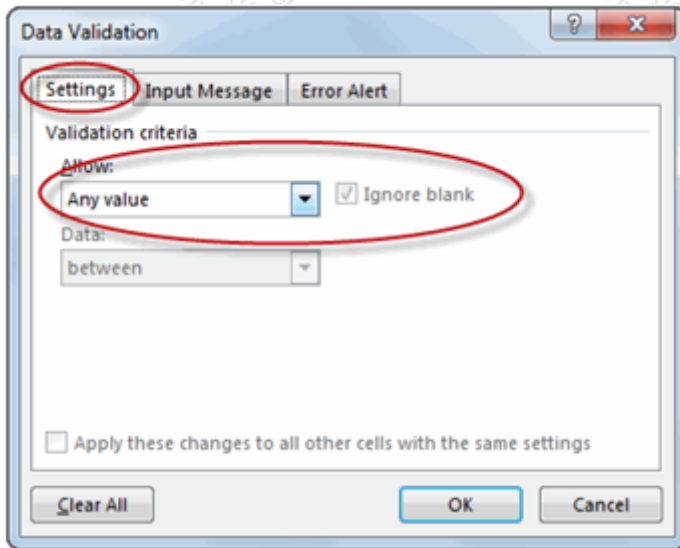 Data Validation
Settings Input Message Error Alert
Validation criteria
Allow:
Any value Ignore blank
Data:
between
Apply these changes to all other cells with the same settings
Clear All OK Cancel